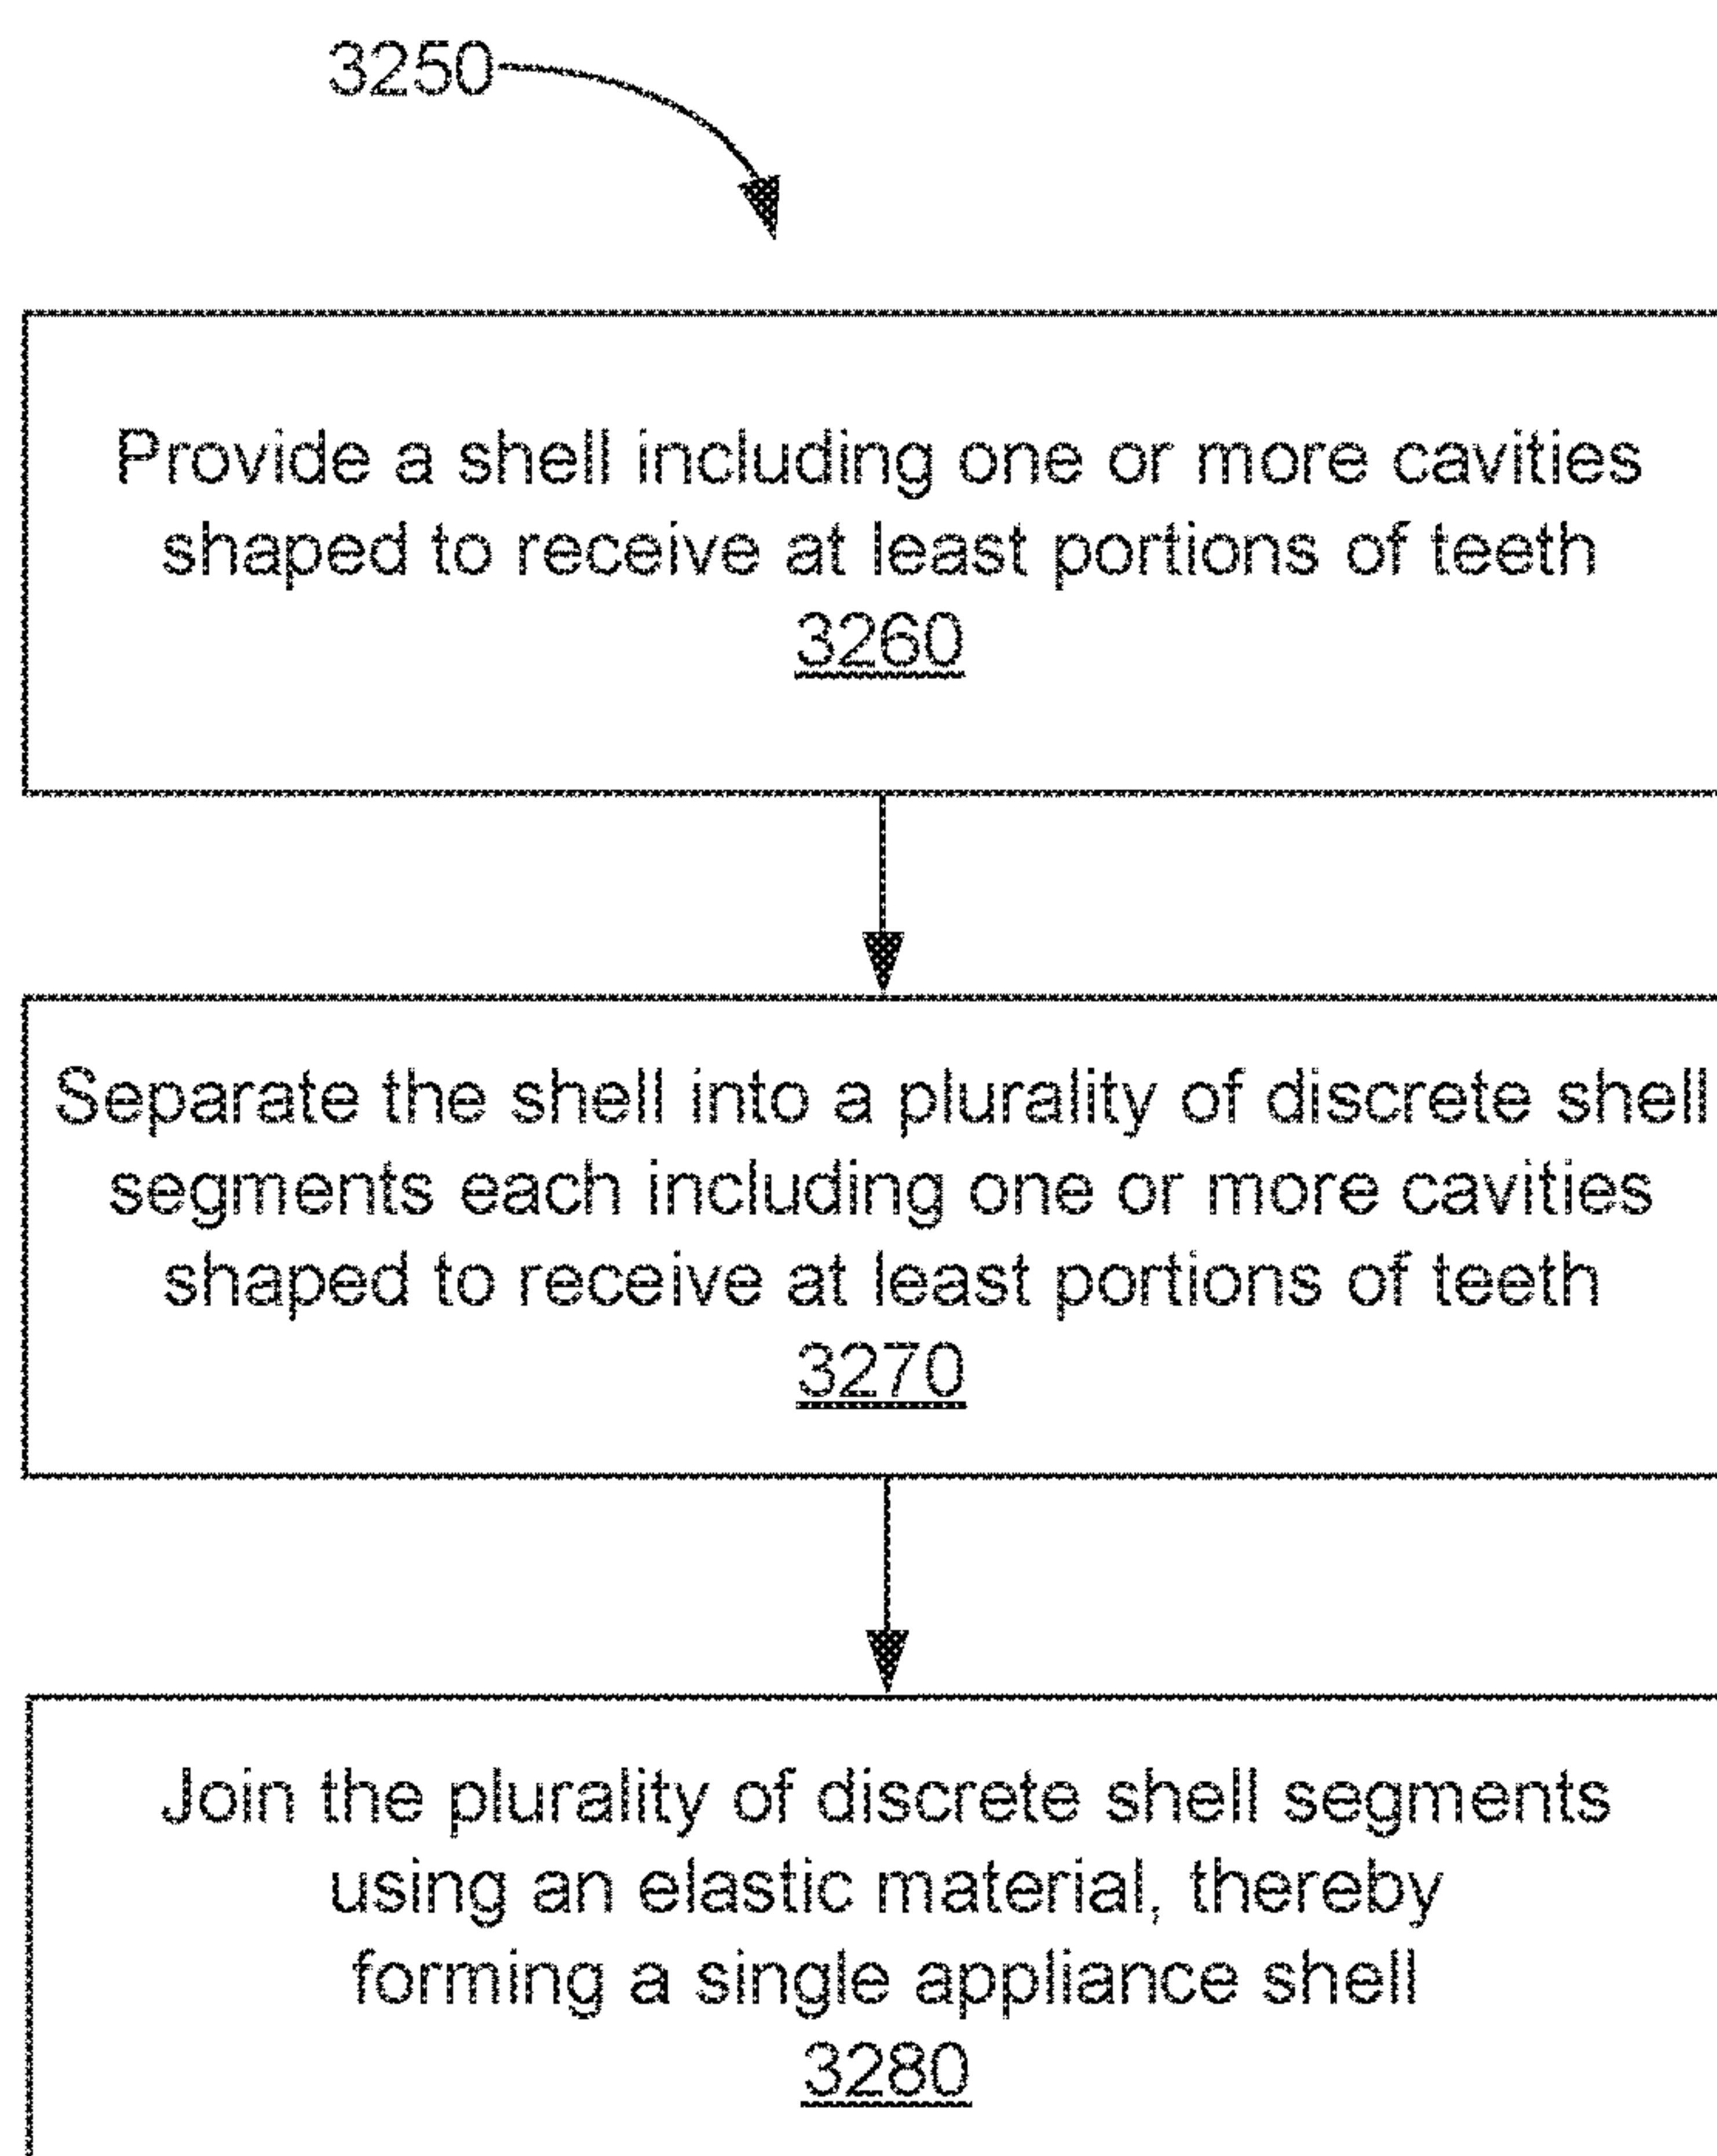 3250
Provide a shell including one or more cavities
shaped to receive at least portions of teeth
3260
Separate the shell into a plurality of discrete shell
segments each including one or more cavities
shaped to receive at least portions of teeth
3270
Join the plurality of discrete shell segments
using an elastic material, thereby
forming a single appliance shell
3280